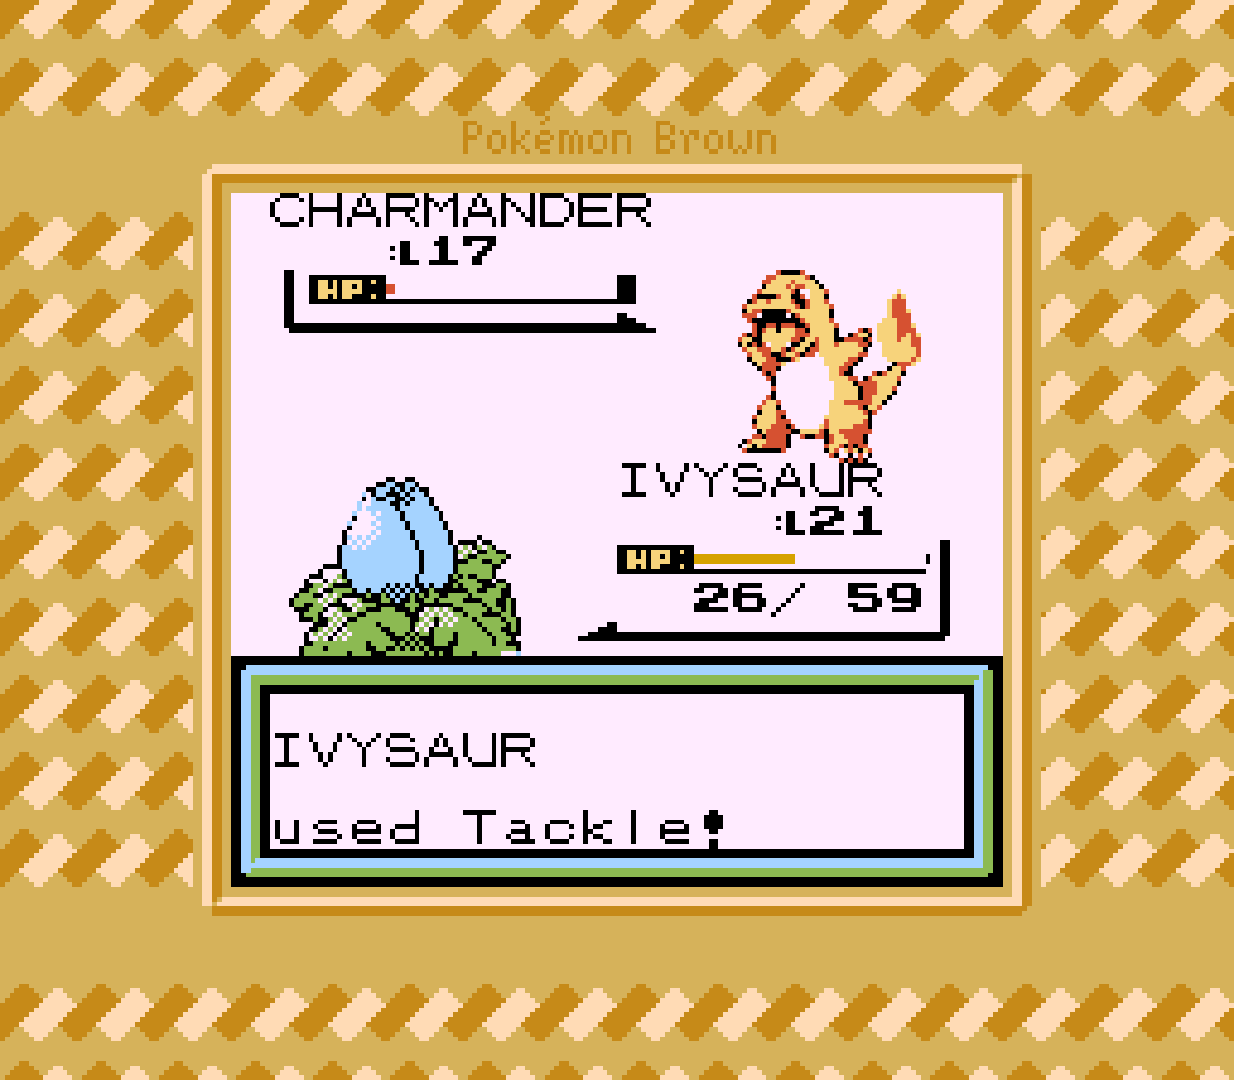 Pokémon Brown
CHARMANDER
:L17
HP:
IVYSAUR
:L21
HP:
26/ 59
IVYSAUR
used Tackle!